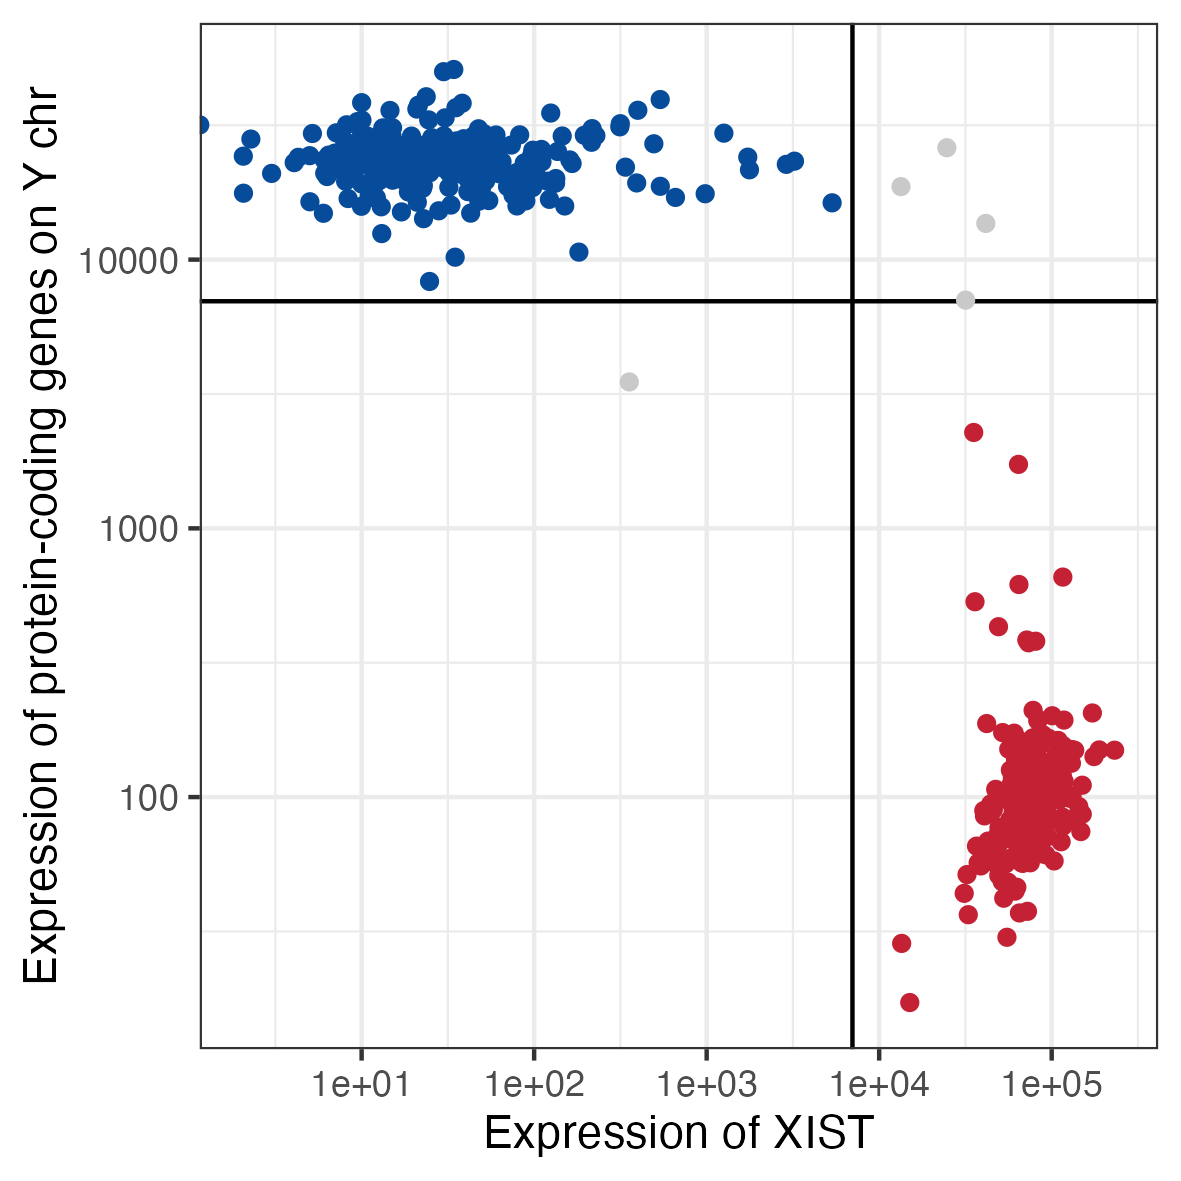 Expression of protein-coding genes on Y chr
10000
1000
100
1e+01 1e+02 1e+03 1e+04 1e+05
Expression of XIST